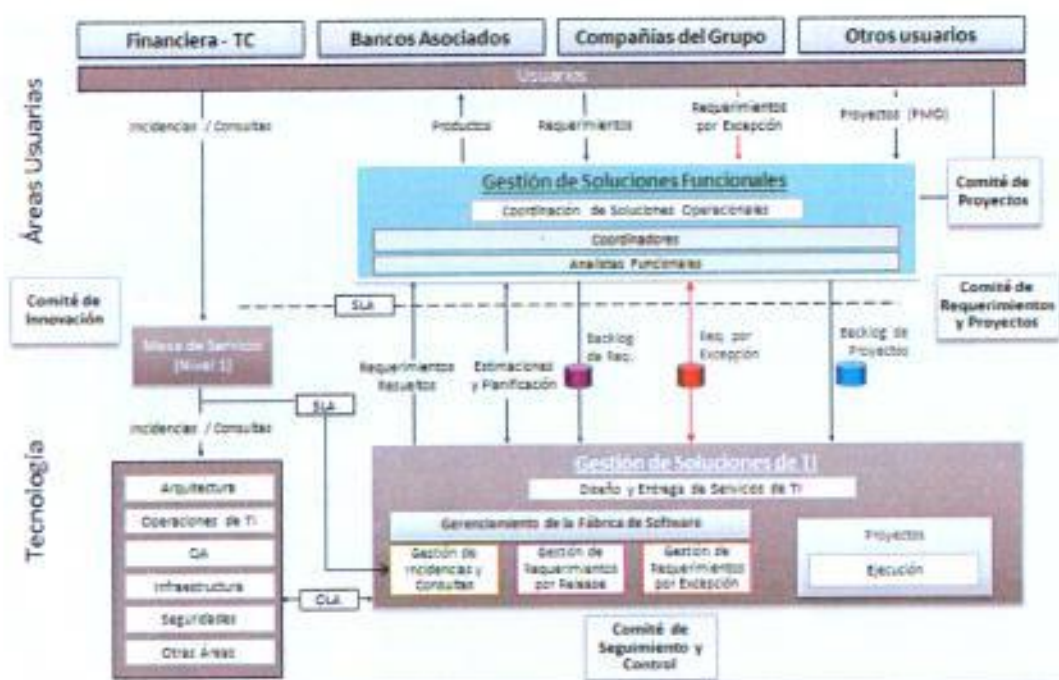 Financiera - TC
Bancos Asociados
Compañías del Grupo
Otros usuarios
Usuarios
Áreas Usuarias
Incidencias / Consultas
Productos
Requerimientos
Requerimientos
por Excepción
Proyectos (PMO)
Gestión de Soluciones Funcionales
Coordinación de Soluciones Operacionales
Coordinadores
Analistas Funcionales
Comité de
Proyectos
Comité de
Innovación
SLA
Comité de
Requerimientos
y Proyectos
Mesa de Servicio
(Nivel 1)
Requerimientos
Resueltos
Estimaciones
y Planificación
Backlog
de Req.
Req. por
Excepción
Backlog de
Proyectos
SLA
Incidencias / Consultas
Tecnología
Arquitectura
Operaciones de TI
QA
Infraestructura
Seguridades
Otras Áreas
OLA
Gestión de Soluciones de TI
Diseño y Entrega de Servicios de TI
Gerenciamiento de la Fábrica de Software
Gestión de
Incidencias y
Consultas
Gestión de
Requerimientos
por Release
Gestión de
Requerimientos
por Excepción
Proyectos
Ejecución
Comité de
Seguimiento y
Control